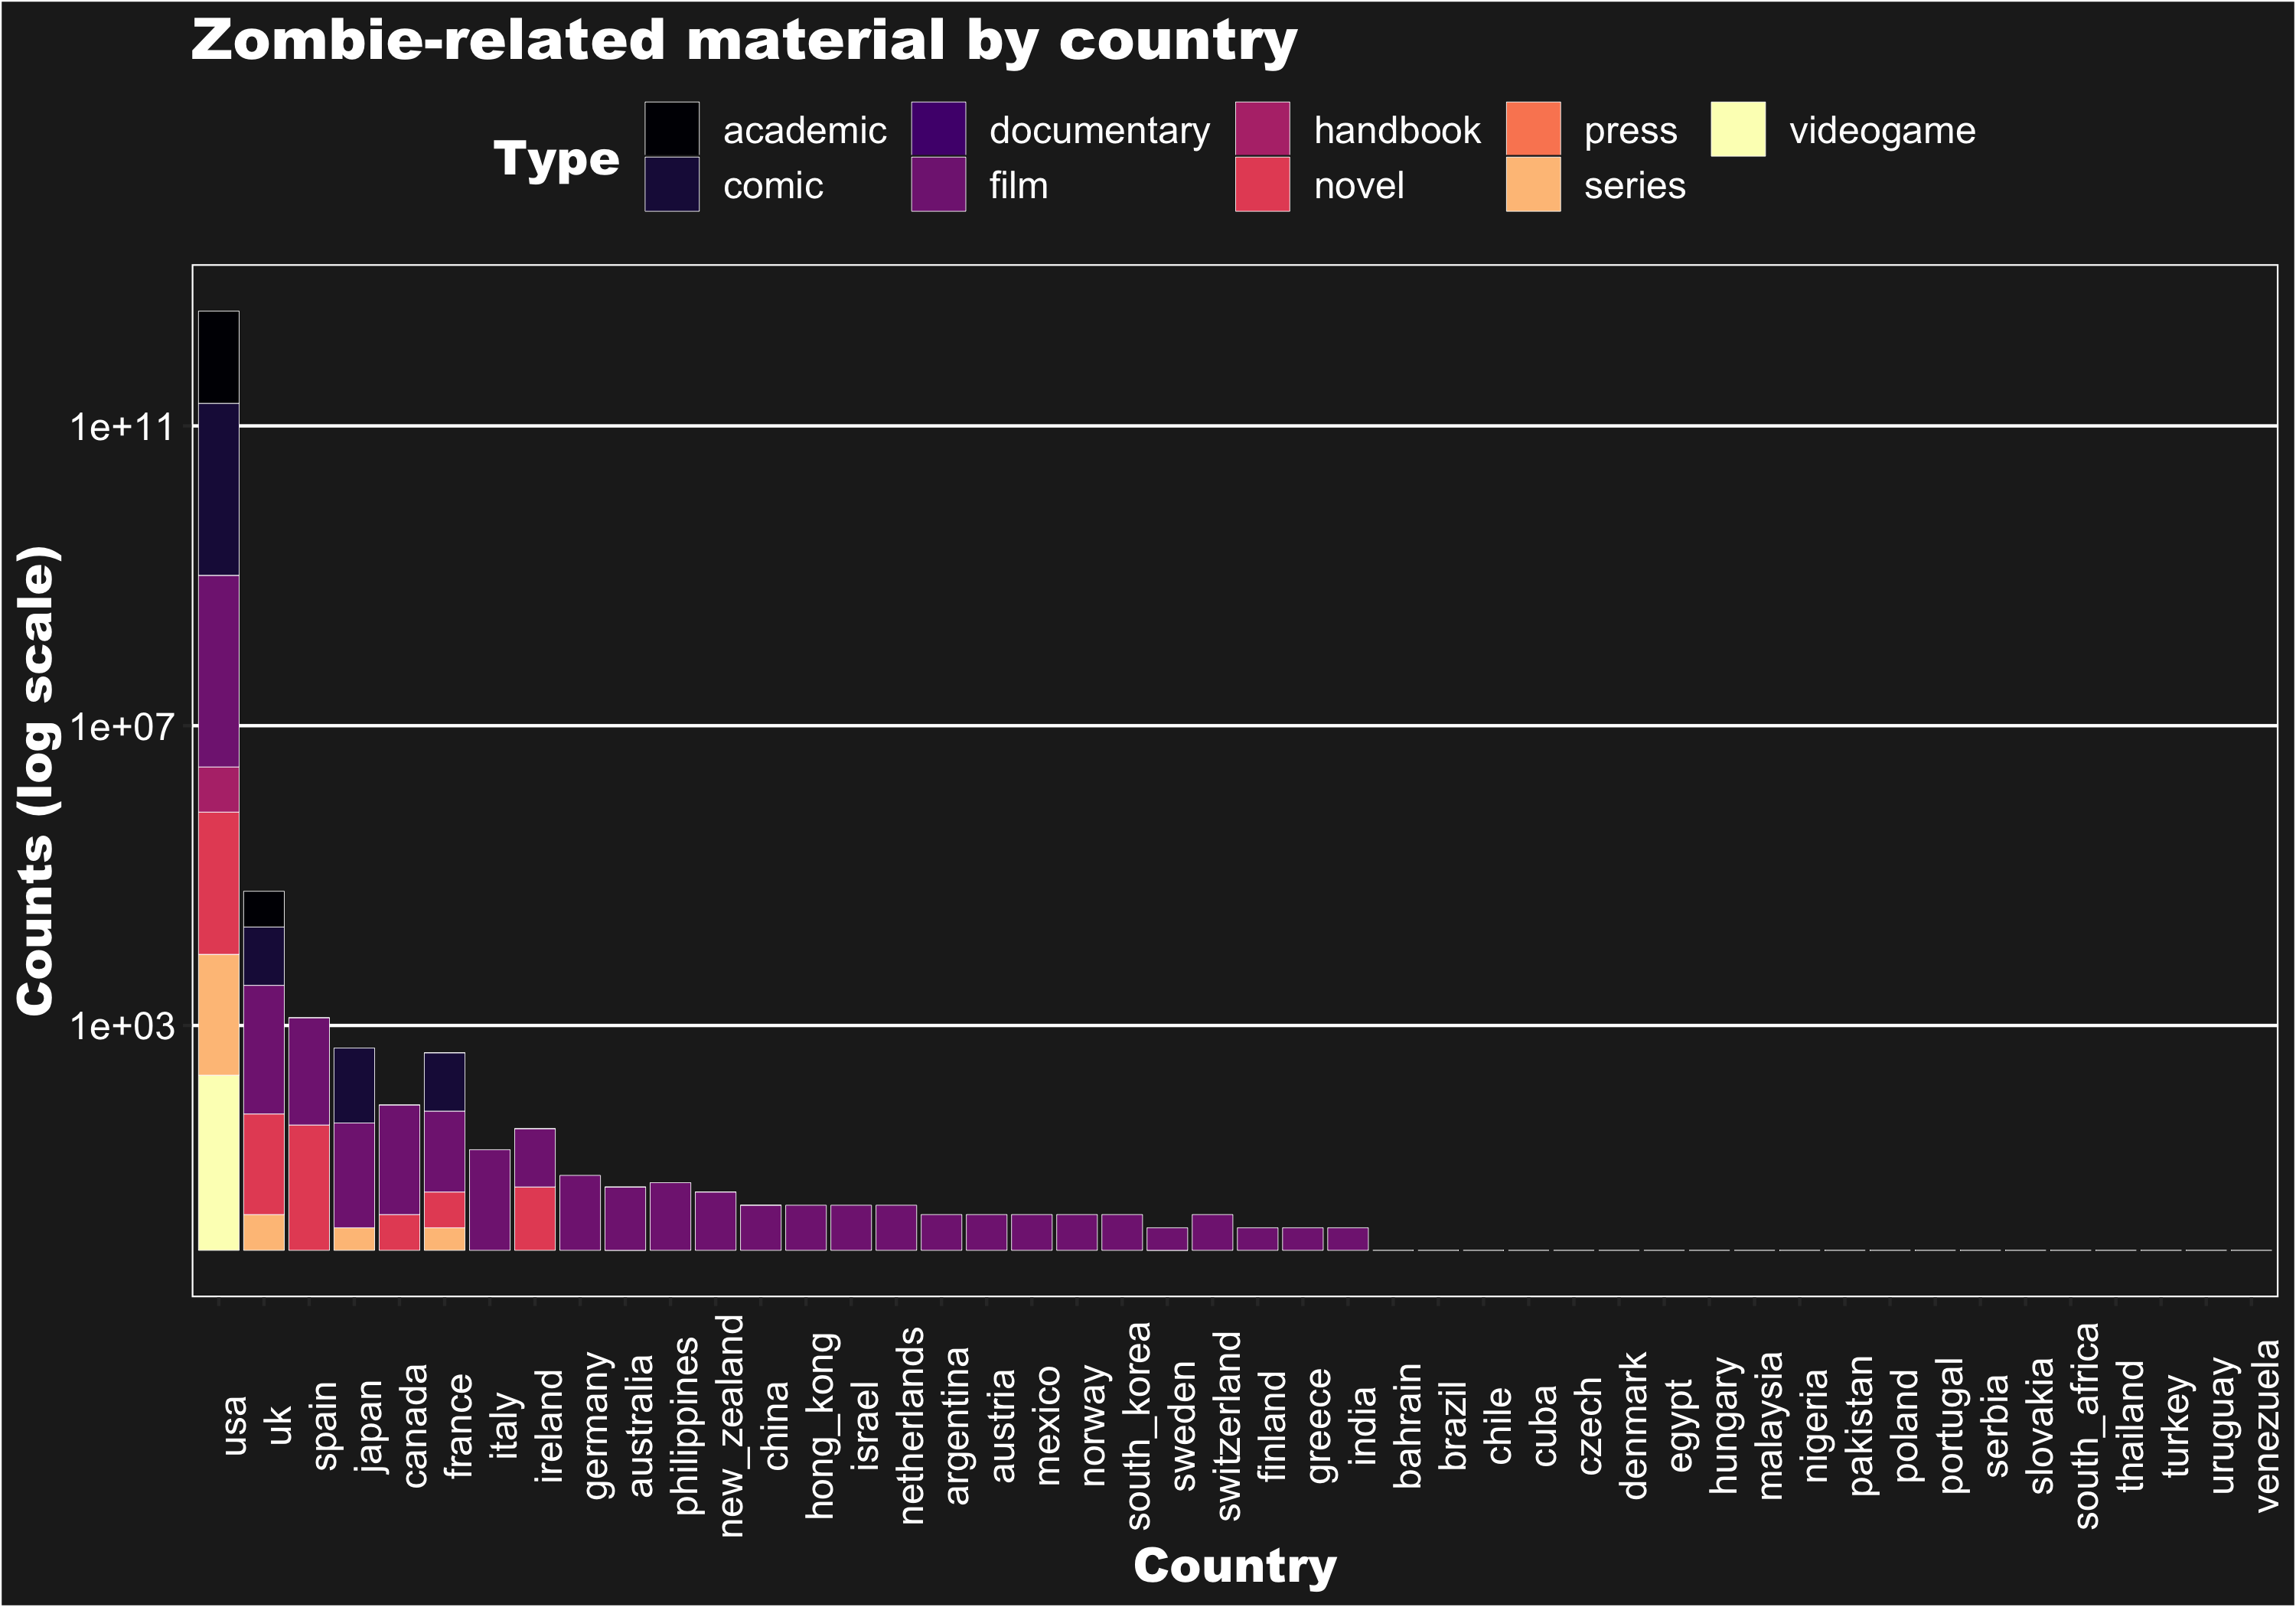 Zombie-related material by country
Type
academic
documentary
handbook
press
videogame
comic
film
novel
series
Counts (log scale)
1e+11
1e+07
1e+03
usa
uk
spain
japan
canada
france
italy
ireland
germany
australia
philippines
new_zealand
china
hong_kong
israel
netherlands
argentina
austria
mexico
norway
south_korea
sweden
switzerland
finland
greece
india
bahrain
brazil
chile
cuba
czech
denmark
egypt
hungary
malaysia
nigeria
pakistan
poland
portugal
serbia
slovakia
south_africa
thailand
turkey
uruguay
venezuela
Country